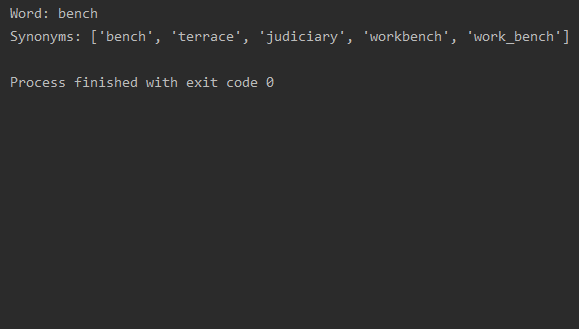 Word: bench
Synonyms: ['bench', 'terrace', 'judiciary', 'workbench', 'work_bench']
Process finished with exit code 0